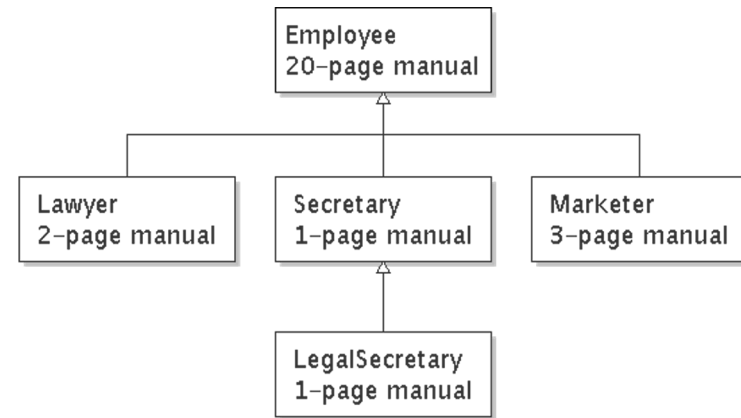 Employee
20-page manual
Lawyer
2-page manual
Secretary
1-page manual
Marketer
3-page manual
LegalSecretary
1-page manual